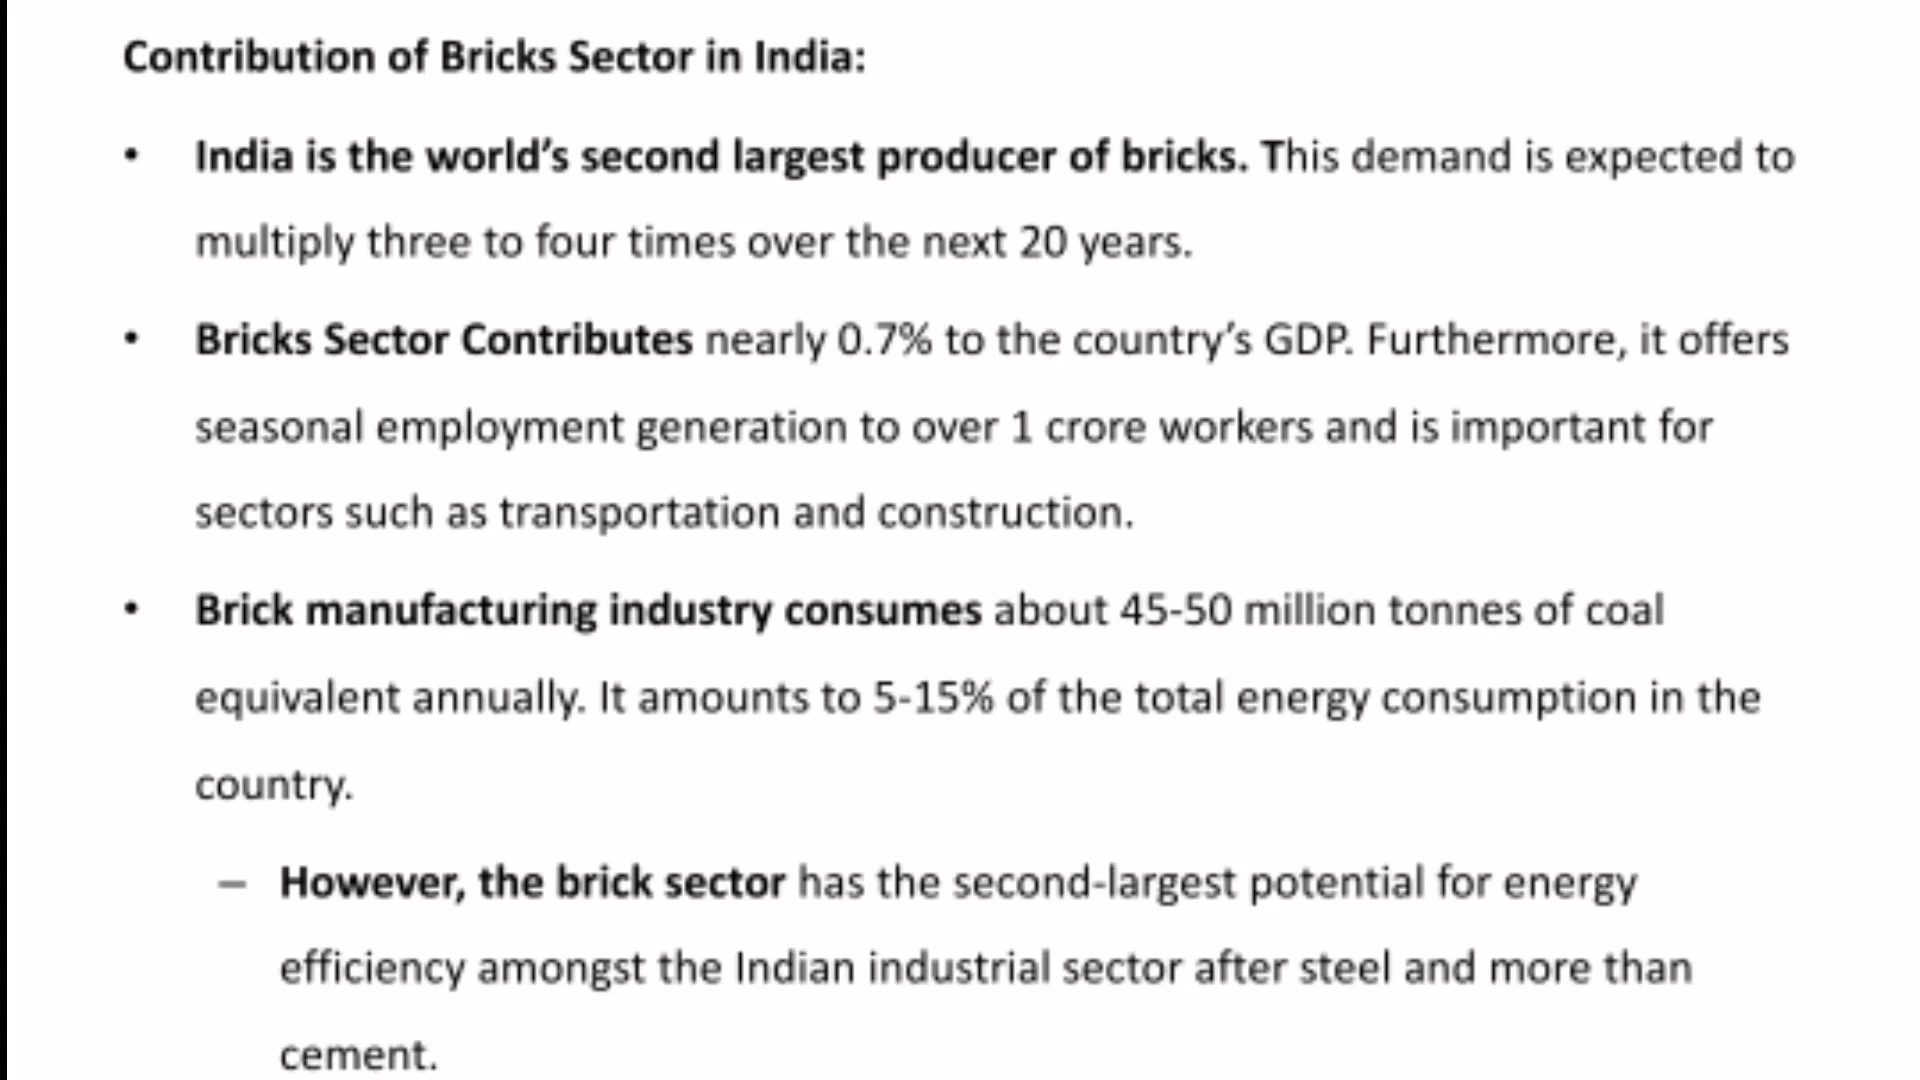 Contribution of Bricks Sector in India:
• India is the world’s second largest producer of bricks. This demand is expected to
multiply three to four times over the next 20 years.
• Bricks Sector Contributes nearly 0.7% to the country’s GDP. Furthermore, it offers
seasonal employment generation to over 1 crore workers and is important for
sectors such as transportation and construction.
• Brick manufacturing industry consumes about 45-50 million tonnes of coal
equivalent annually. It amounts to 5-15% of the total energy consumption in the
country.
– However, the brick sector has the second-largest potential for energy
efficiency amongst the Indian industrial sector after steel and more than
cement.